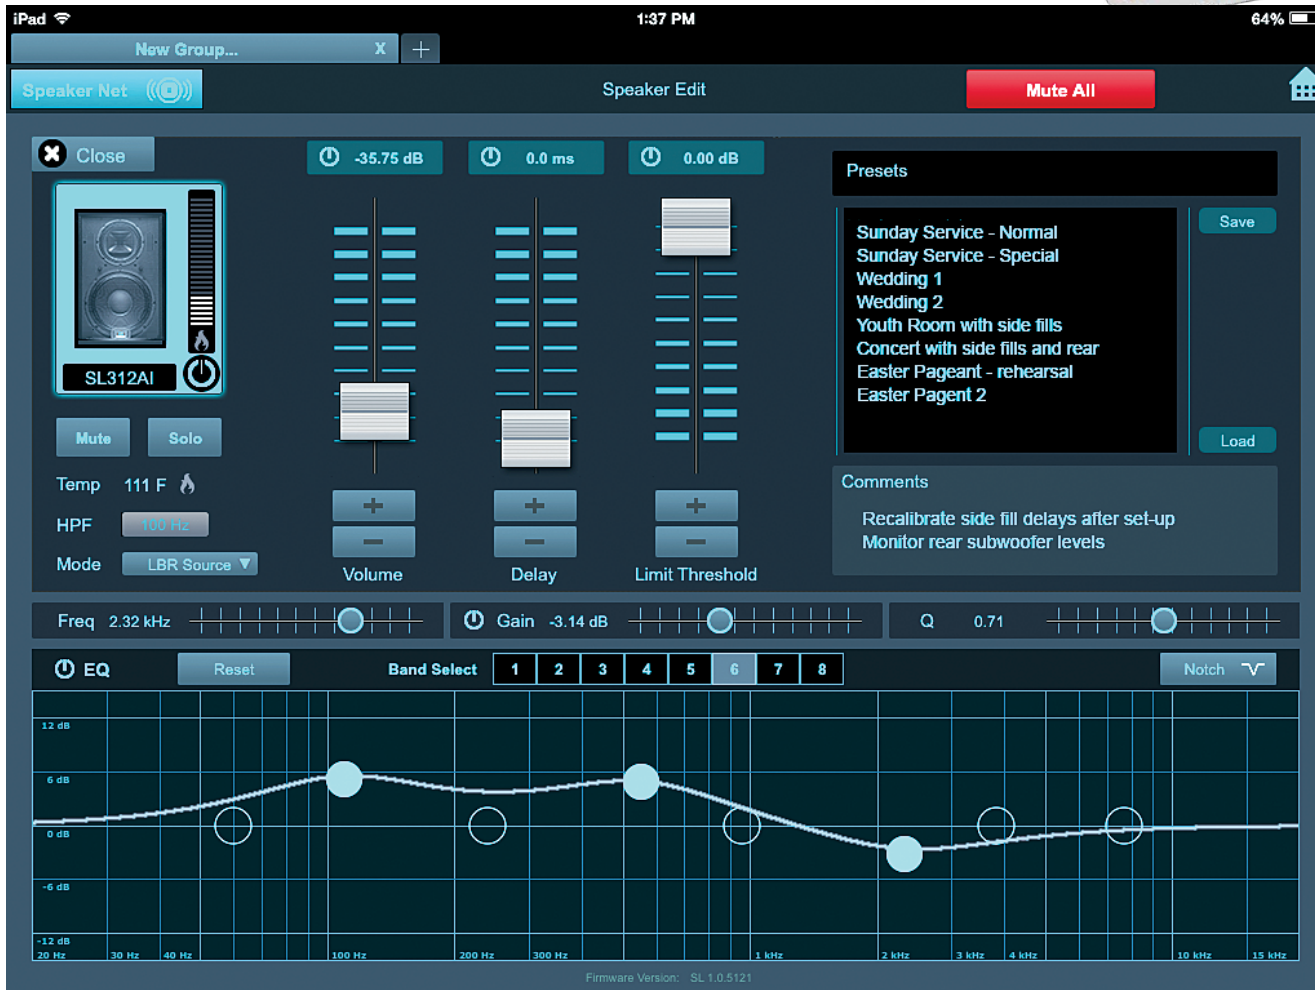 iPad
1:37 PM
64%
New Group... X +
Speaker Net
Speaker Edit
Mute All
Close
-35.75 dB
0.0 ms
0.00 dB
Presets
Sunday Service - Normal
Sunday Service - Special
Wedding 1
Wedding 2
Youth Room with side fills
Concert with side fills and rear
Easter Pageant - rehearsal
Easter Pagent 2
Save
Load
SL312AI
Mute
Solo
Temp 111 F
HPF 100 Hz
Mode LBR Source
+ + +
− − −
Volume
Delay
Limit Threshold
Comments
Recalibrate side fill delays after set-up
Monitor rear subwoofer levels
Freq 2.32 kHz
Gain -3.14 dB
Q 0.71
EQ
Reset
Band Select 1 2 3 4 5 6 7 8
Notch
12 dB
6 dB
0 dB
-6 dB
-12 dB
20 Hz 30 Hz 40 Hz 100 Hz 200 Hz 300 Hz 1 kHz 2 kHz 3 kHz 4 kHz 10 kHz 15 kHz
Firmware Version: SL 1.0.5121